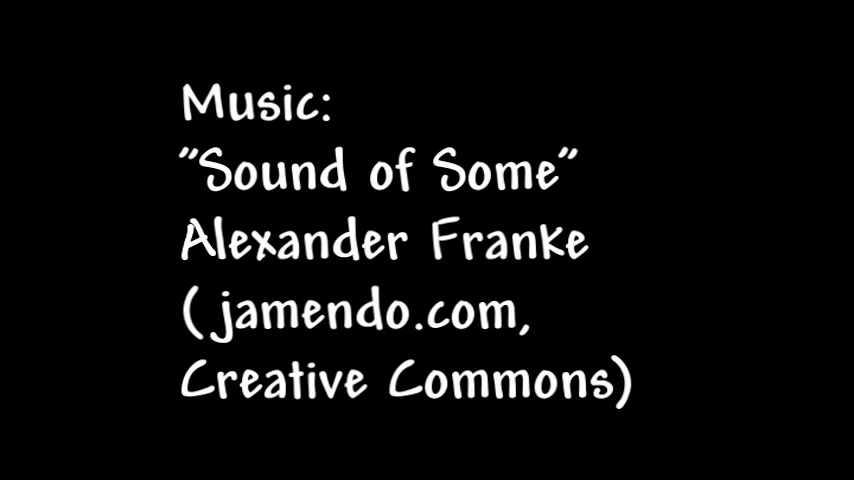 Music:
"Sound of Some"
Alexander Franke
(jamendo.com,
Creative Commons)